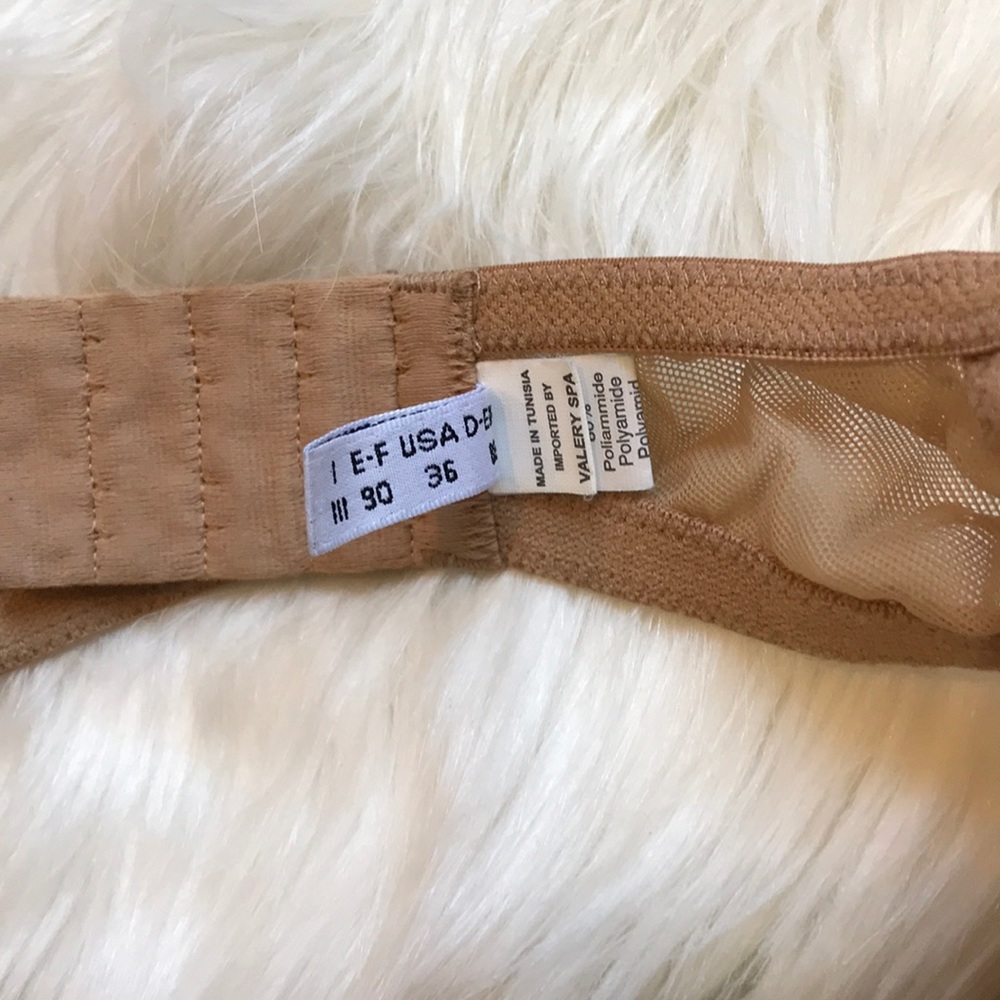 I E-F USA
III 90 36
MADE IN TUNISIA
IMPORTED BY
VALERY SPA
Poliammide
Polyamide
Polyamid